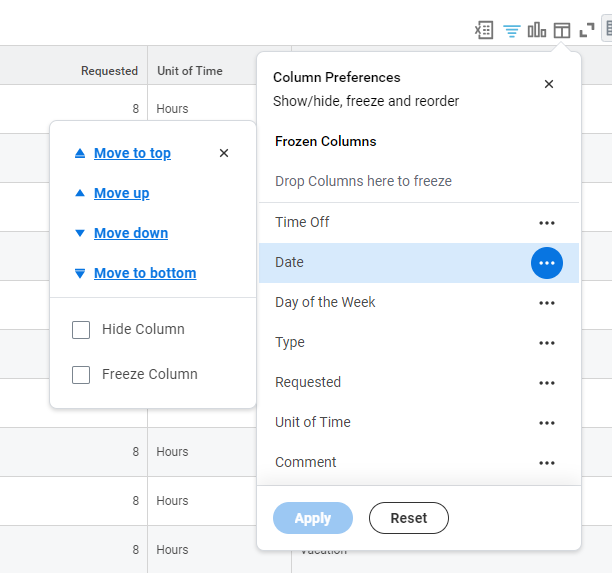 Requested Unit of Time
8 Hours
Column Preferences
Show/hide, freeze and reorder
Frozen Columns
Drop Columns here to freeze
Time Off
Date
Day of the Week
Type
Requested
Unit of Time
Comment
Apply Reset
Move to top
Move up
Move down
Move to bottom
Hide Column
Freeze Column
8 Hours
8 Hours
8 Hours